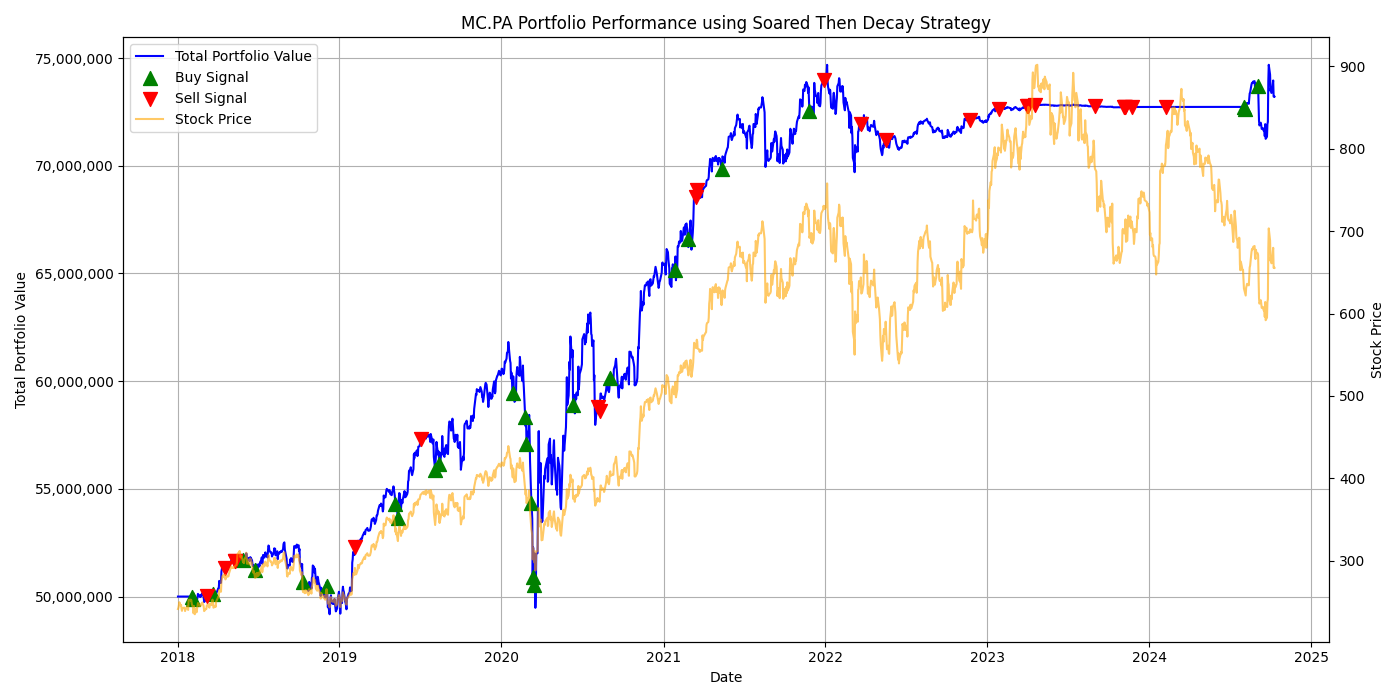 MC.PA Portfolio Performance using Soared Then Decay Strategy
Total Portfolio Value
Buy Signal
Sell Signal
Stock Price
75,000,000
70,000,000
65,000,000
60,000,000
55,000,000
50,000,000
Total Portfolio Value
900
800
700
600
500
400
300
Stock Price
2018
2019
2020
2021
2022
2023
2024
2025
Date